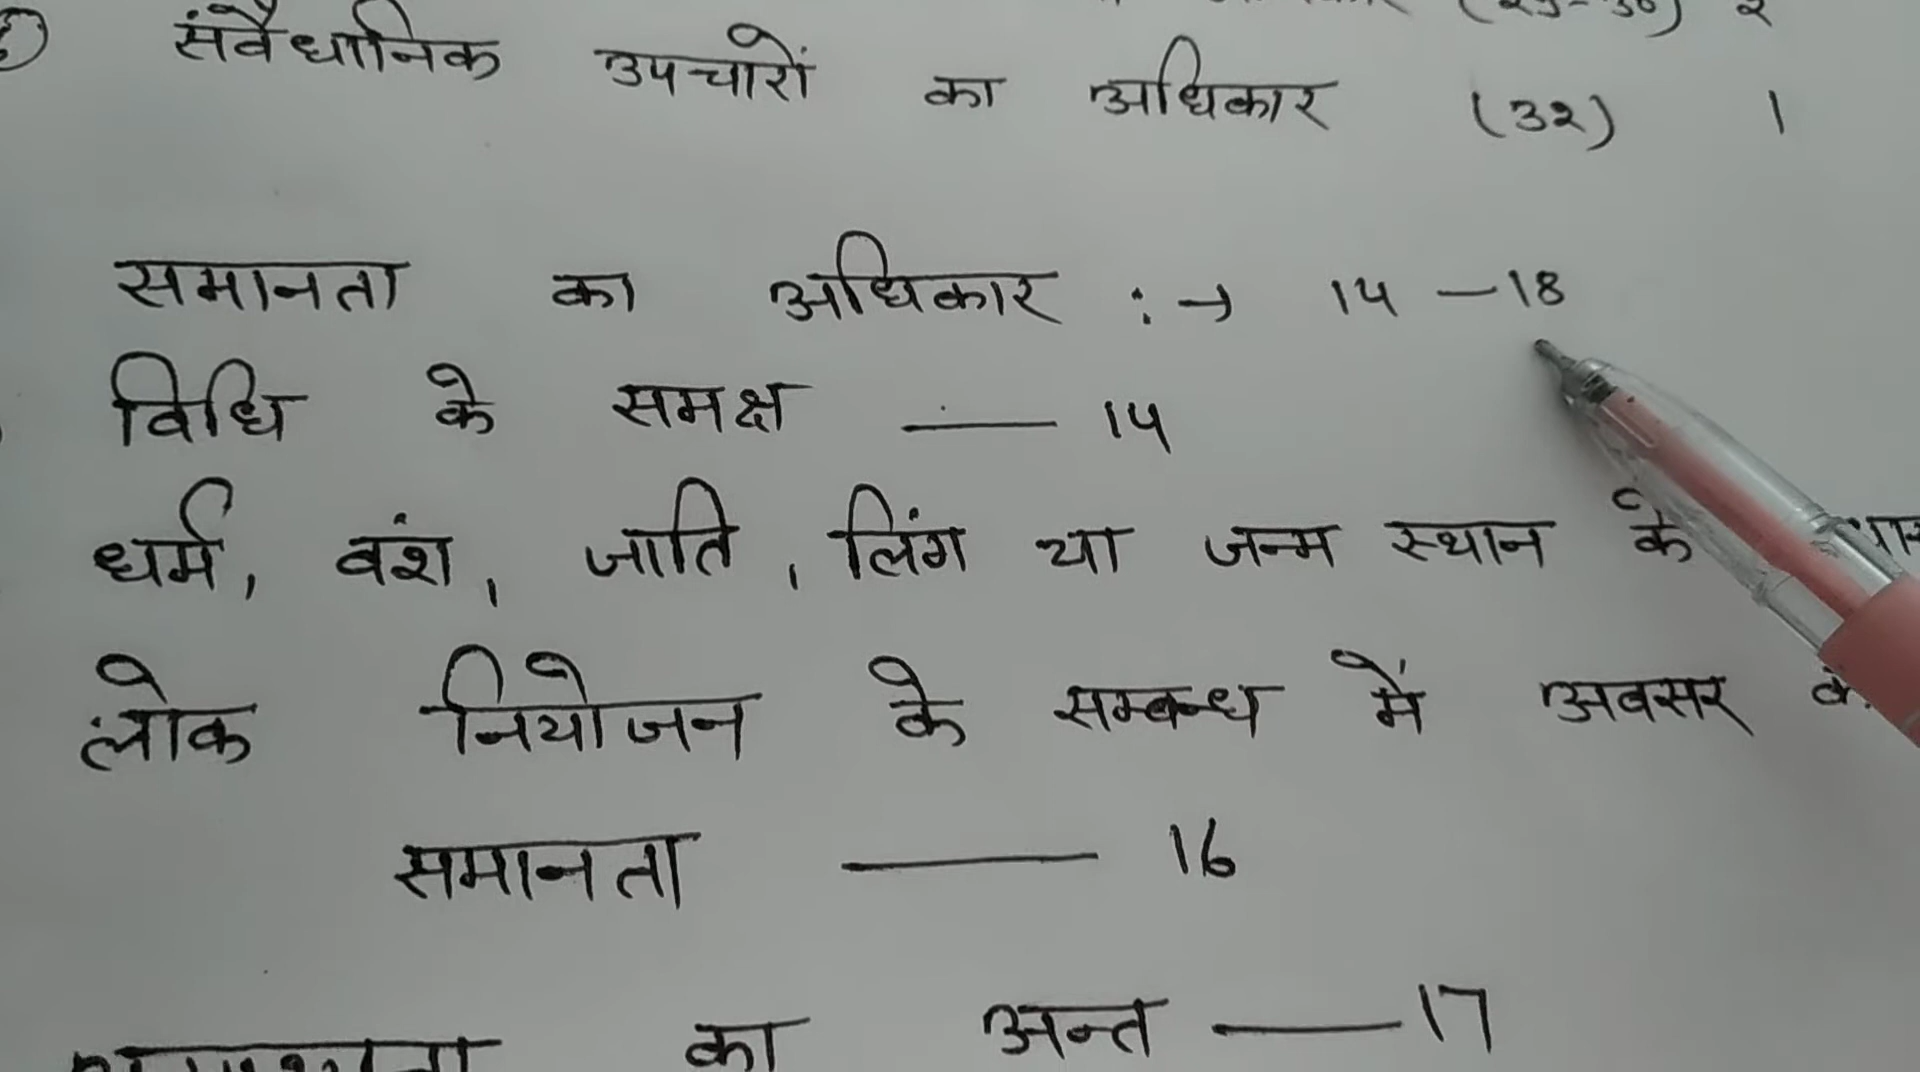 संवैधानिक उपचारों का अधिकार (32) 1
समानता का अधिकार :→ 14 — 18
विधि के समक्ष — 14
धर्म, वंश, जाति, लिंग या जन्म स्थान के
लोक नियोजन के सम्बन्ध में अवसर
समानता — 16
का अन्त — 17